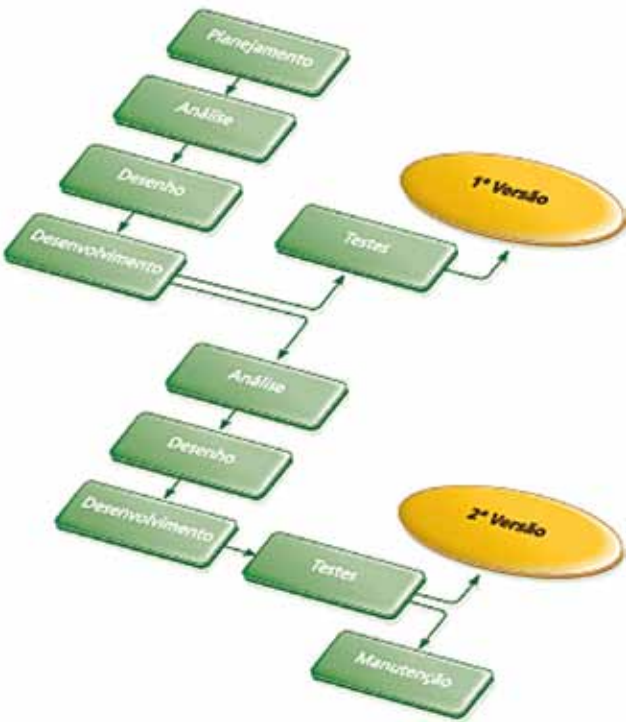 Planejamento
Análise
Desenho
Desenvolvimento
Testes
1ª Versão
Análise
Desenho
Desenvolvimento
Testes
2ª Versão
Manutenção